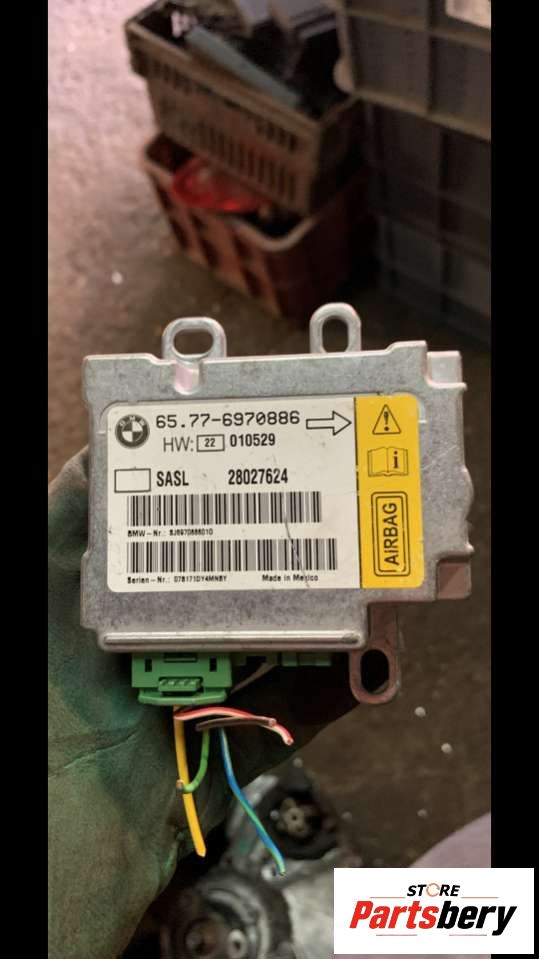 BMW
65.77-6970886
HW: 22 010529
SASL 28027624
BMW-Nr.:
Serien-Nr.: 078171DY4MNBY Made in Mexico
AIRBAG
STORE
Partsbery